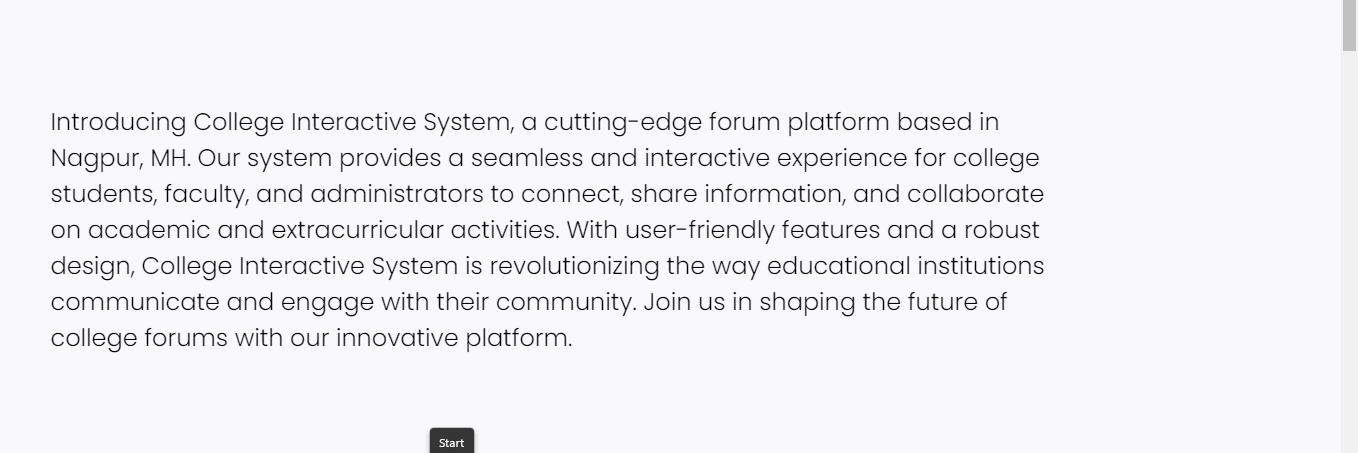 Introducing College Interactive System, a cutting-edge forum platform based in
Nagpur, MH. Our system provides a seamless and interactive experience for college
students, faculty, and administrators to connect, share information, and collaborate
on academic and extracurricular activities. With user-friendly features and a robust
design, College Interactive System is revolutionizing the way educational institutions
communicate and engage with their community. Join us in shaping the future of
college forums with our innovative platform.
Start